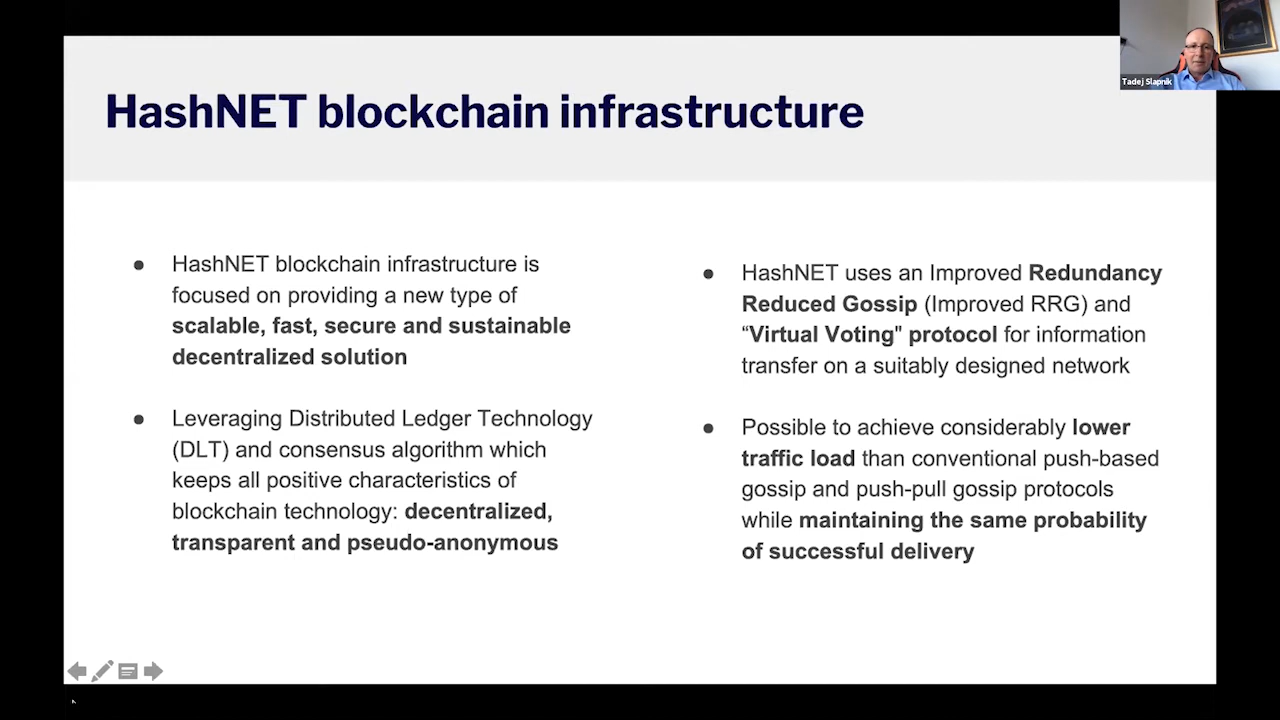 HashNET blockchain infrastructure
Tadej Slapnik
● HashNET blockchain infrastructure is
focused on providing a new type of
scalable, fast, secure and sustainable
decentralized solution
● Leveraging Distributed Ledger Technology
(DLT) and consensus algorithm which
keeps all positive characteristics of
blockchain technology: decentralized,
transparent and pseudo-anonymous
● HashNET uses an Improved Redundancy
Reduced Gossip (Improved RRG) and
“Virtual Voting" protocol for information
transfer on a suitably designed network
● Possible to achieve considerably lower
traffic load than conventional push-based
gossip and push-pull gossip protocols
while maintaining the same probability
of successful delivery